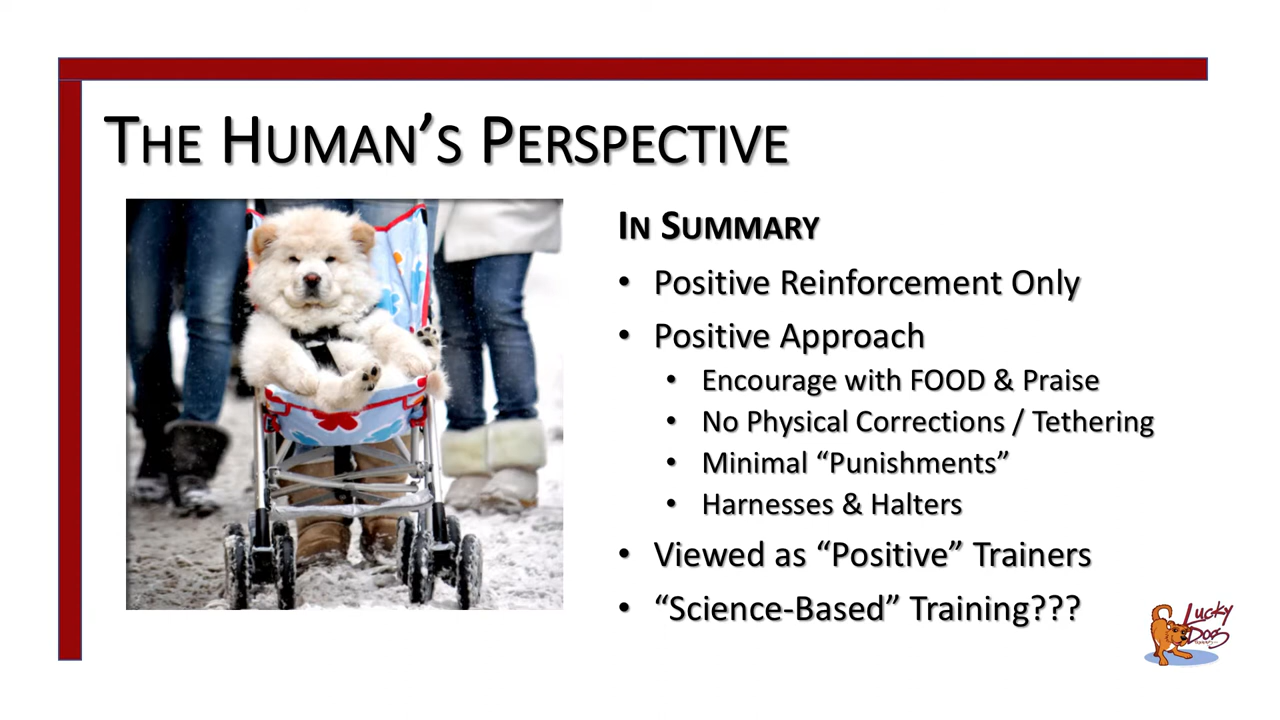 The Human’s Perspective
In Summary
• Positive Reinforcement Only
• Positive Approach
• Encourage with FOOD & Praise
• No Physical Corrections / Tethering
• Minimal “Punishments”
• Harnesses & Halters
• Viewed as “Positive” Trainers
• “Science-Based” Training???
Lucky
Dogs